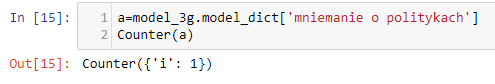 In [15]: 1 a=model_3g.model_dict['mniemanie o politykach']
2 Counter(a)
Out[15]: Counter({'i': 1})